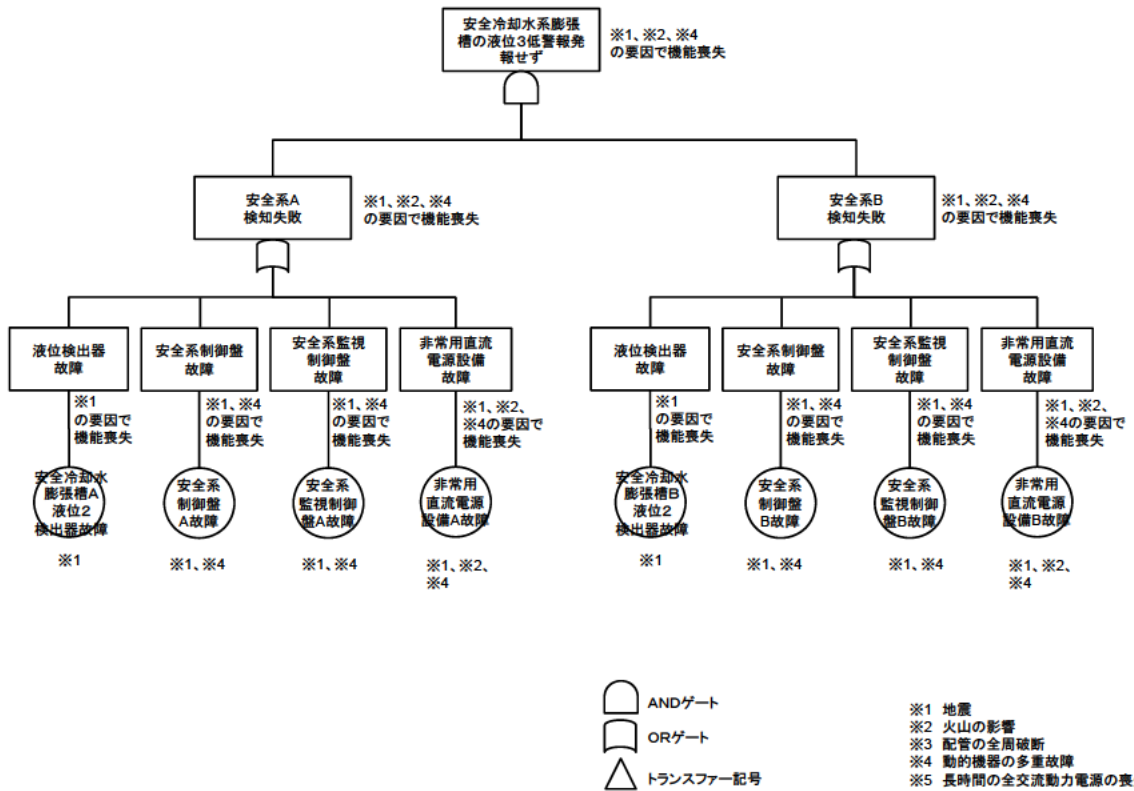 安全冷却水系膨張
槽の液位3低警報発
報せず
※1、※2、※4
の要因で機能喪失
安全系A
検知失敗
※1、※2、※4
の要因で機能喪失
安全系B
検知失敗
※1、※2、※4
の要因で機能喪失
液位検出器
故障
安全系制御盤
故障
安全系監視
制御盤
故障
非常用直流
電源設備
故障
液位検出器
故障
安全系制御盤
故障
安全系監視
制御盤
故障
非常用直流
電源設備
故障
※1
の要因で
機能喪失
※1、※4
の要因で
機能喪失
※1、※4
の要因で
機能喪失
※1、※2、
※4の要因で
機能喪失
※1
の要因で
機能喪失
※1、※4
の要因で
機能喪失
※1、※4
の要因で
機能喪失
※1、※2、
※4の要因で
機能喪失
安全冷却水
膨張槽A
液位2
検出器故障
安全系
制御盤
A故障
安全系
監視制御
盤A故障
非常用
直流電源
設備A故障
安全冷却水
膨張槽B
液位2
検出器故障
安全系
制御盤
B故障
安全系
監視制御
盤B故障
非常用
直流電源
設備B故障
※1
※1、※4
※1、※4
※1、※2、
※4
※1
※1、※4
※1、※4
※1、※2、
※4
ANDゲート
ORゲート
トランスファー記号
※1 地震
※2 火山の影響
※3 配管の全周破断
※4 動的機器の多重故障
※5 長時間の全交流動力電源の喪